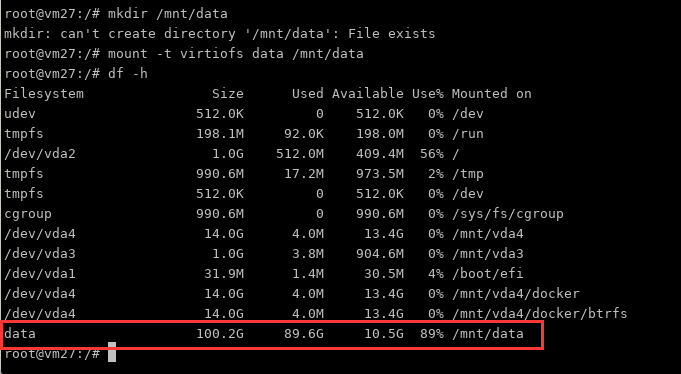 root@vm27:/# mkdir /mnt/data
mkdir: can't create directory '/mnt/data': File exists
root@vm27:/# mount -t virtiofs data /mnt/data
root@vm27:/# df -h
Filesystem                Size      Used Available Use% Mounted on
udev                    512.0K         0    512.0K   0% /dev
tmpfs                   198.1M     92.0K    198.0M   0% /run
/dev/vda2                 1.0G    512.0M    409.4M  56% /
tmpfs                   990.6M     17.2M    973.5M   2% /tmp
tmpfs                   512.0K         0    512.0K   0% /dev
cgroup                  990.6M         0    990.6M   0% /sys/fs/cgroup
/dev/vda4                14.0G      4.0M     13.4G   0% /mnt/vda4
/dev/vda3                 1.0G      3.8M    904.6M   0% /mnt/vda3
/dev/vda1                31.9M      1.4M     30.5M   4% /boot/efi
/dev/vda4                14.0G      4.0M     13.4G   0% /mnt/vda4/docker
/dev/vda4                14.0G      4.0M     13.4G   0% /mnt/vda4/docker/btrfs
data                    100.2G     89.6G     10.5G  89% /mnt/data
root@vm27:/#